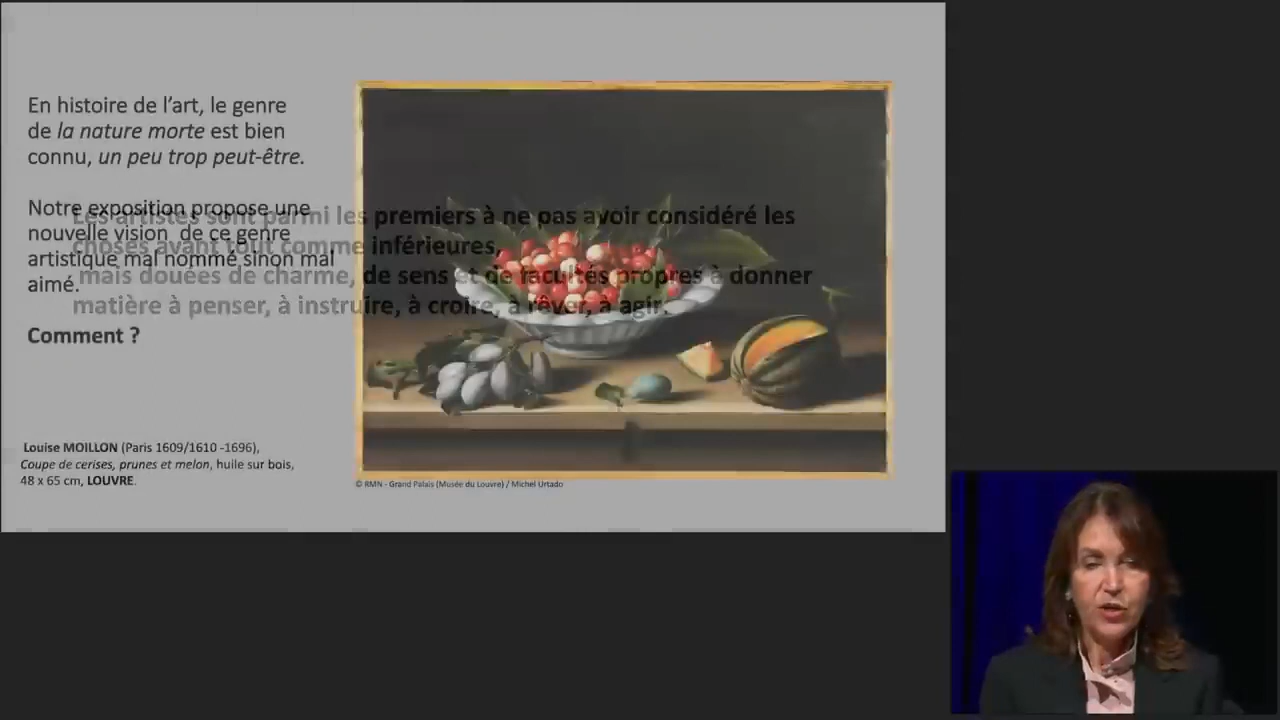 En histoire de l'art, le genre
de la nature morte est bien
connu, un peu trop peut-être.
Notre exposition propose une
nouvelle vision de ce genre
artistique mal nommé sinon mal
aimé.
Comment ?
Les artistes sont parmi les premiers à ne pas avoir considéré les
choses avant tout comme inférieures,
mais douées de charme, de sens et de facultés propres à donner
matière à penser, à instruire, à croire, à rêver, à agir.
Louise MOILLON (Paris 1609/1610 -1696),
Coupe de cerises, prunes et melon, huile sur bois,
48 x 65 cm, LOUVRE.
© RMN - Grand Palais (Musée du Louvre) / Michel Urtado